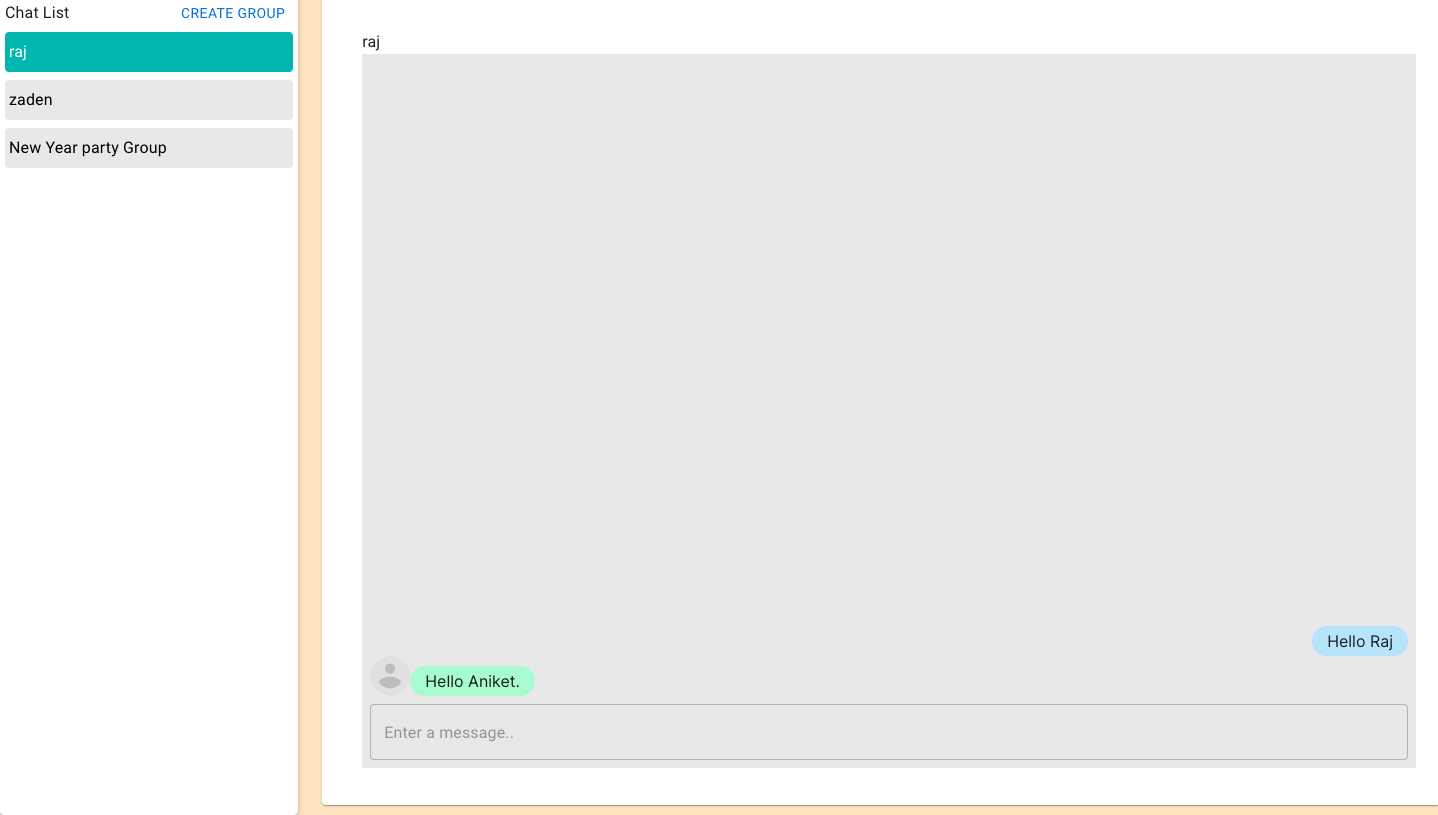 Chat List
CREATE GROUP
raj
zaden
New Year party Group
raj
Hello Raj
Hello Aniket.
Enter a message..